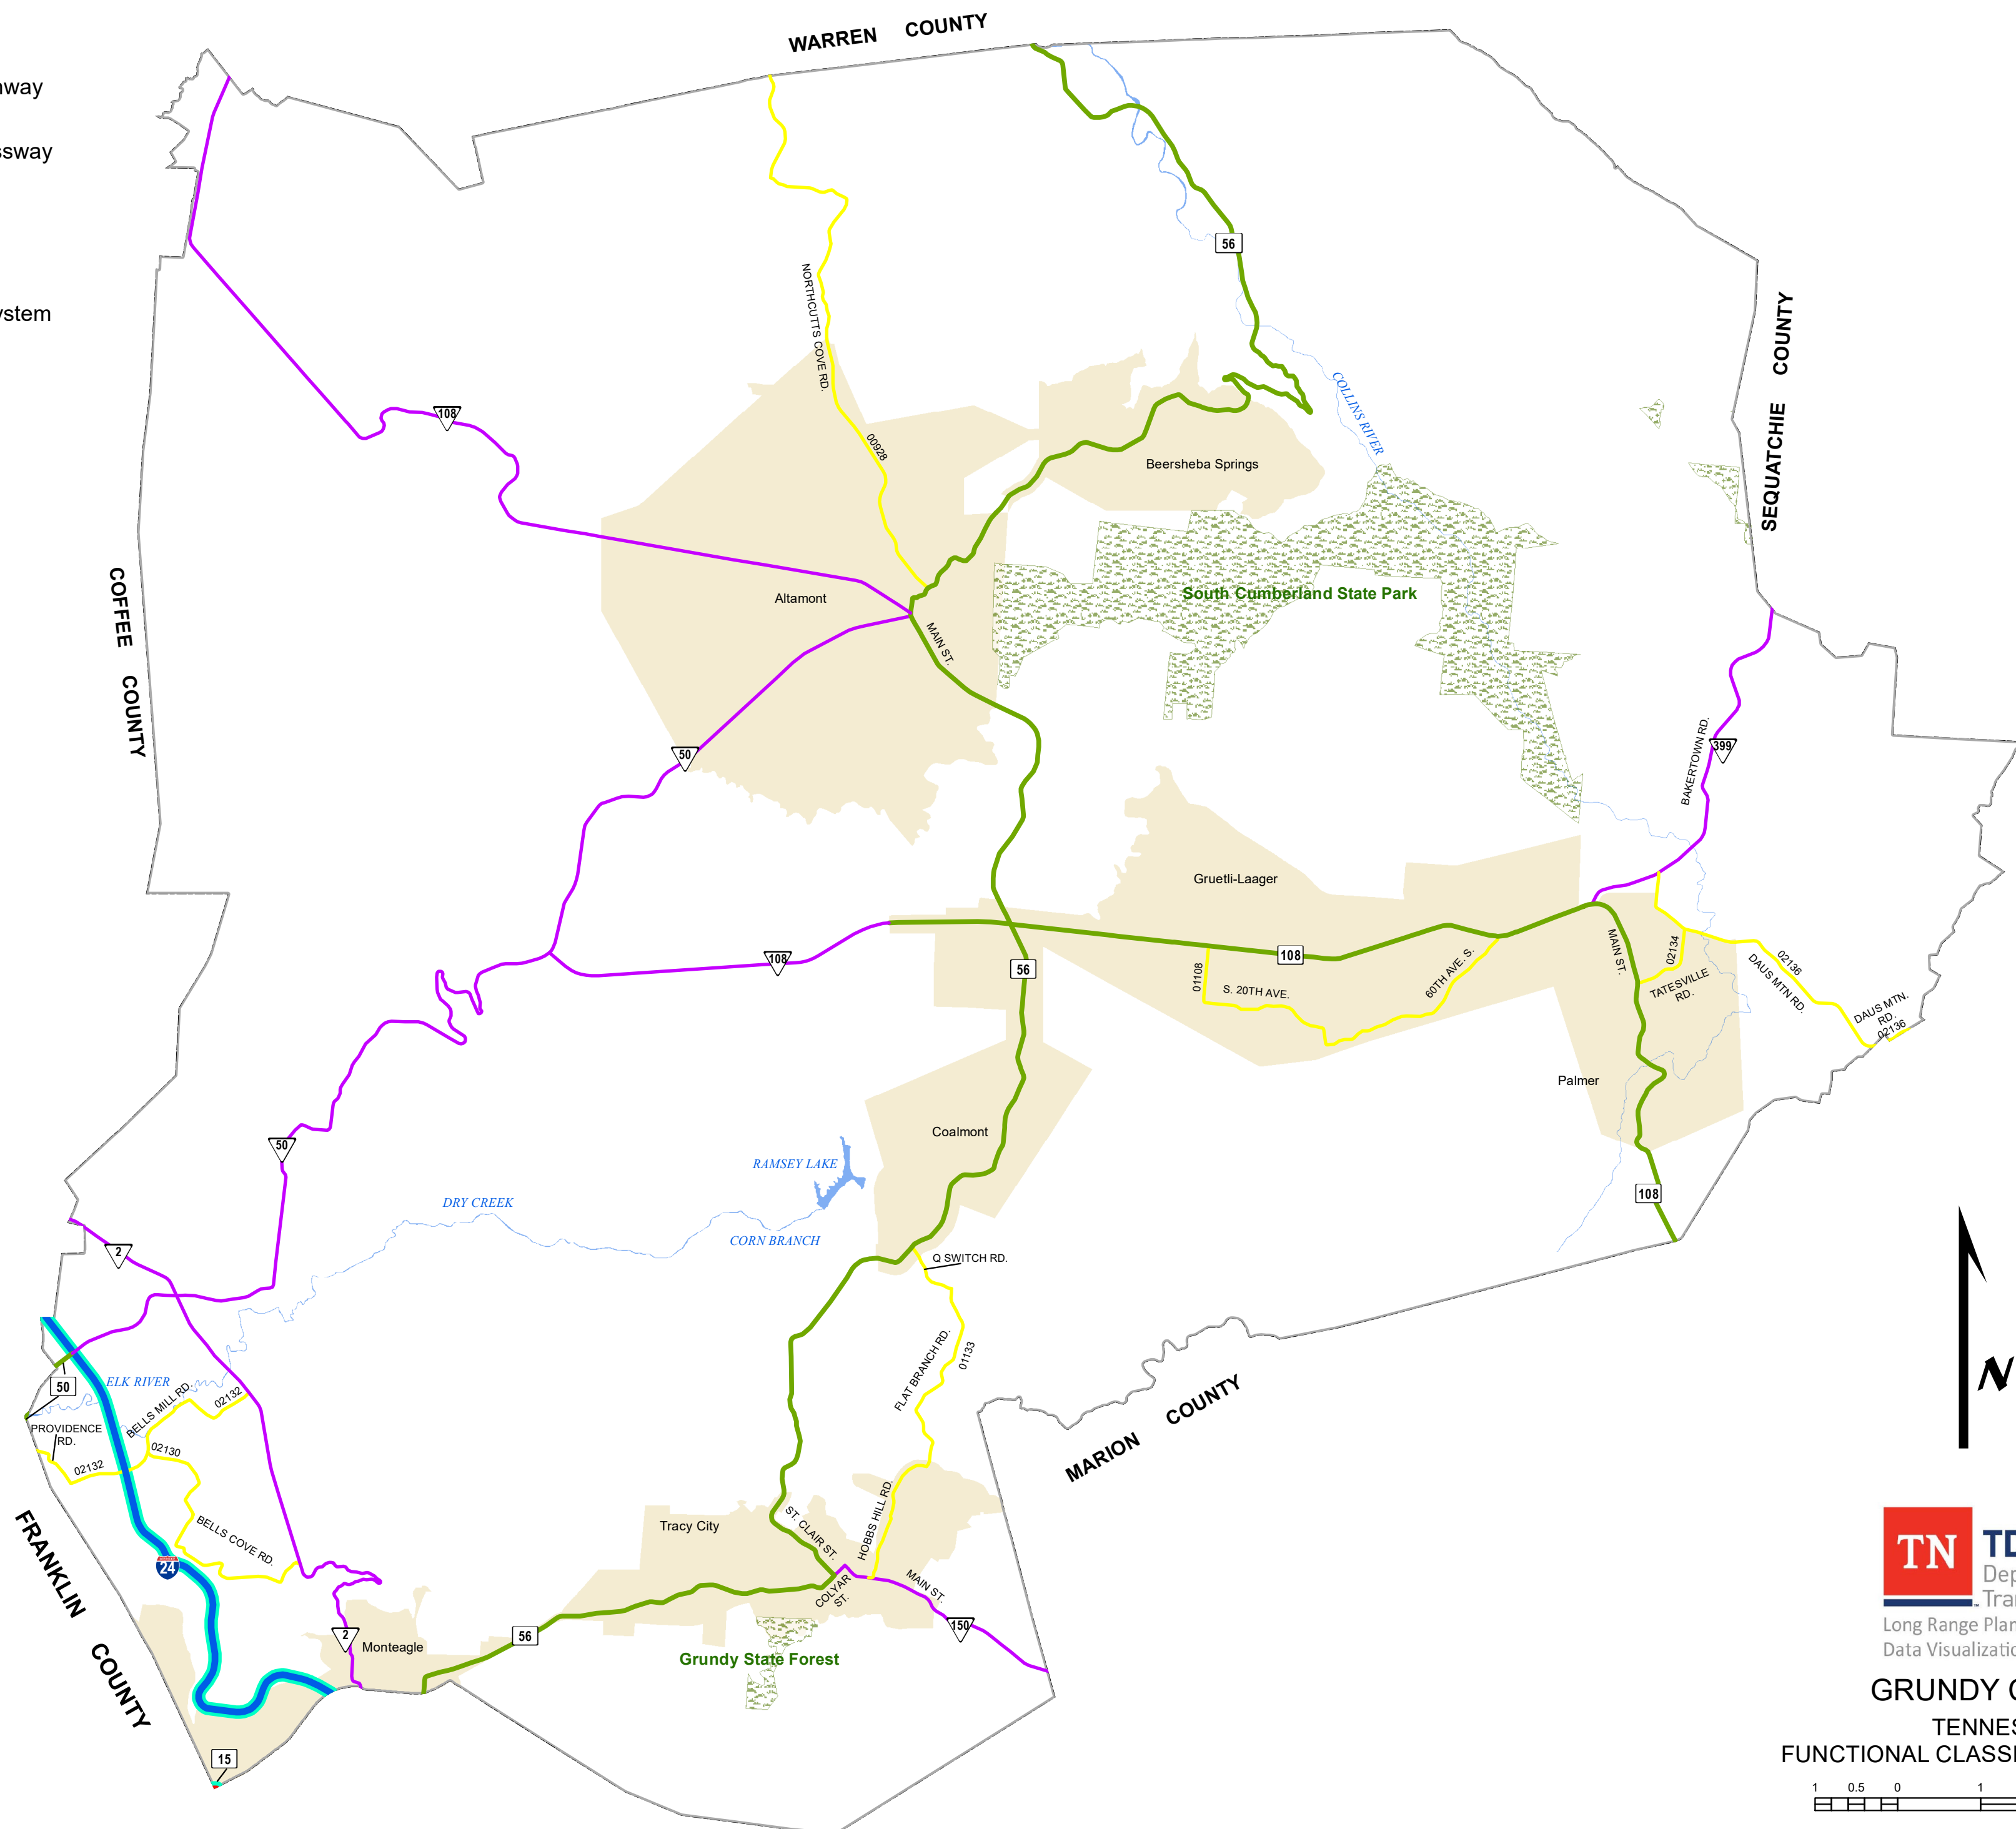 WARREN COUNTY
hway
ssway
ystem
56
NORTHCUTTS COVE RD.
SEQUATCHIE COUNTY
COLLINS RIVER
108
00928
Beersheba Springs
COFFEE COUNTY
Altamont
South Cumberland State Park
MAIN ST.
50
BAKERTOWN RD.
399
Gruetli-Laager
108
56
108
01108
S. 20TH AVE.
60TH AVE. S.
MAIN ST.
02134
TATESVILLE
RD.
02136
DAUS MTN RD.
DAUS MTN.
RD.
02136
Palmer
Coalmont
50
RAMSEY LAKE
DRY CREEK
CORN BRANCH
108
2
Q SWITCH RD.
FLAT BRANCH RD.
01133
50
ELK RIVER
BELLS MILL RD.
02132
PROVIDENCE
RD.
02130
02132
MARION COUNTY
N
HOBBS HILL RD.
Tracy City
ST. CLAIR ST.
BELLS COVE RD.
24
FRANKLIN COUNTY
COLYAR
ST.
MAIN ST.
150
2
Monteagle
56
Grundy State Forest
15
TN
TD
Dep
Tra
Long Range Plan
Data Visualizatio
GRUNDY C
TENNES
FUNCTIONAL CLASSI
1 0.5 0 1